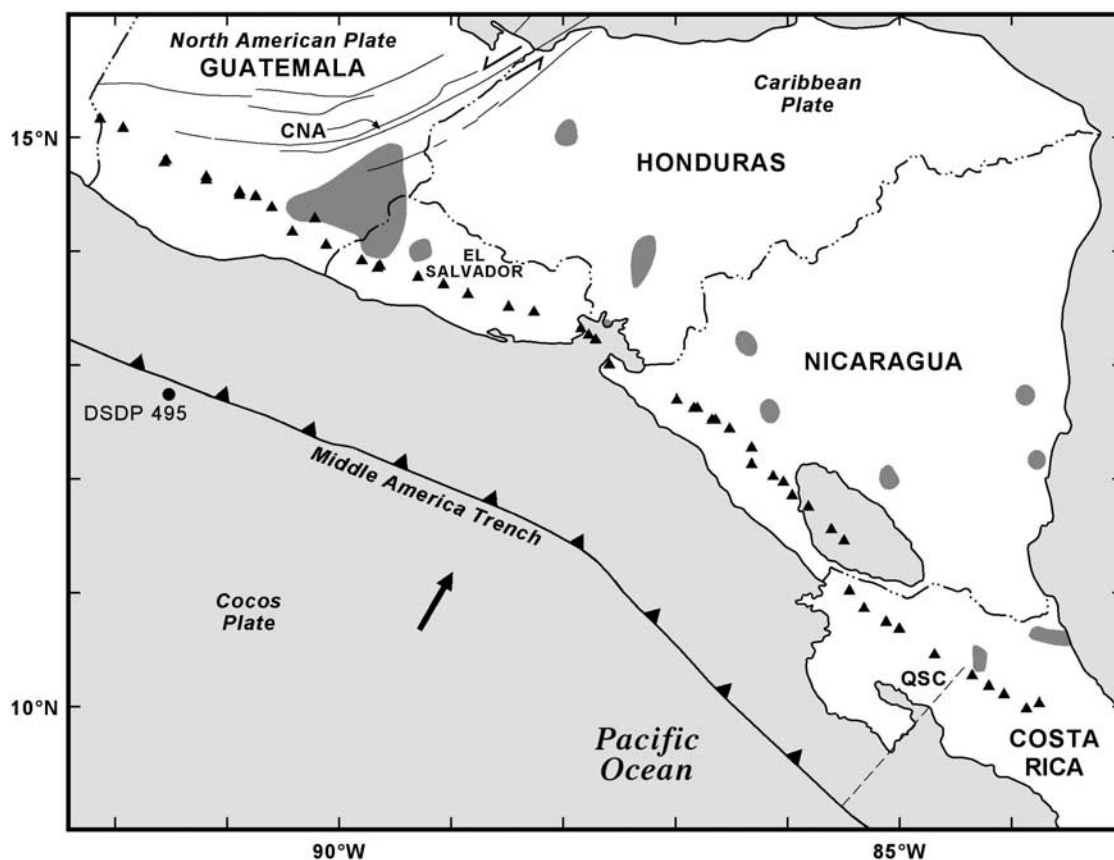 North American Plate
GUATEMALA
Caribbean
Plate
CNA
15°N
HONDURAS
EL
SALVADOR
NICARAGUA
DSDP 495
Middle America Trench
Cocos
Plate
QSC
10°N
Pacific
Ocean
COSTA
RICA
90°W
85°W